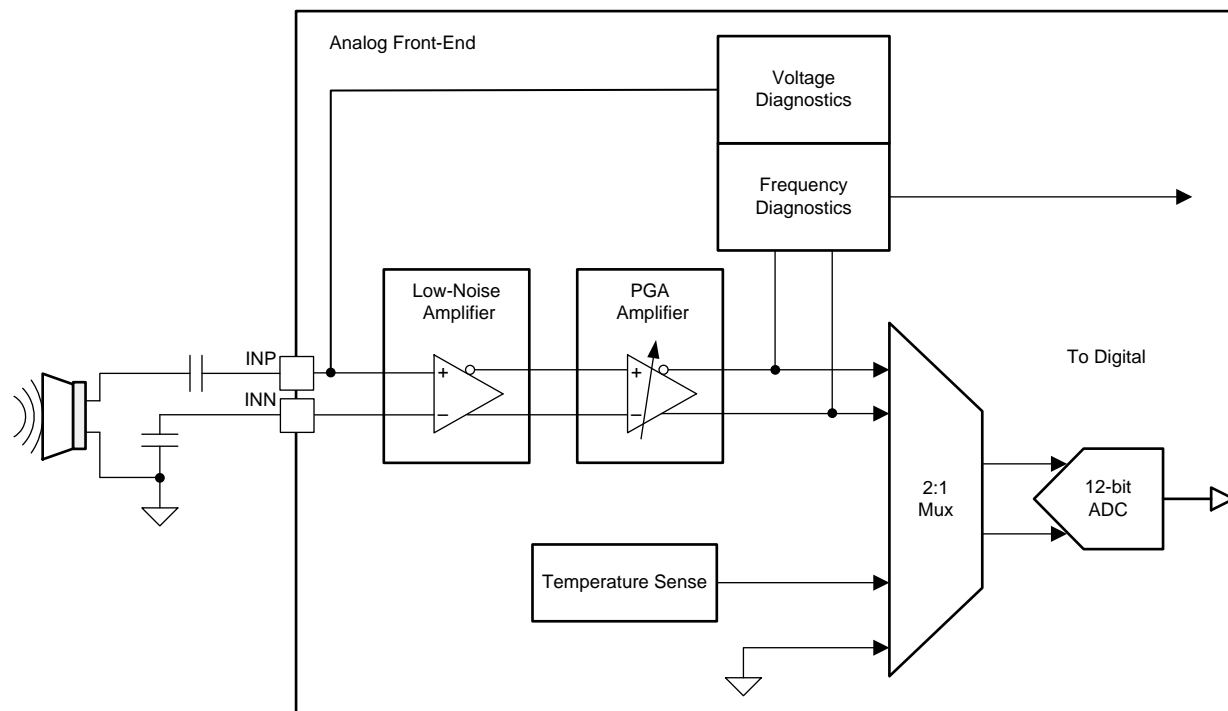 Analog Front-End
Voltage
Diagnostics
Frequency
Diagnostics
Low-Noise
Amplifier
PGA
Amplifier
INP
INN
+
−
+
−
To Digital
2:1
Mux
12-bit
ADC
Temperature Sense